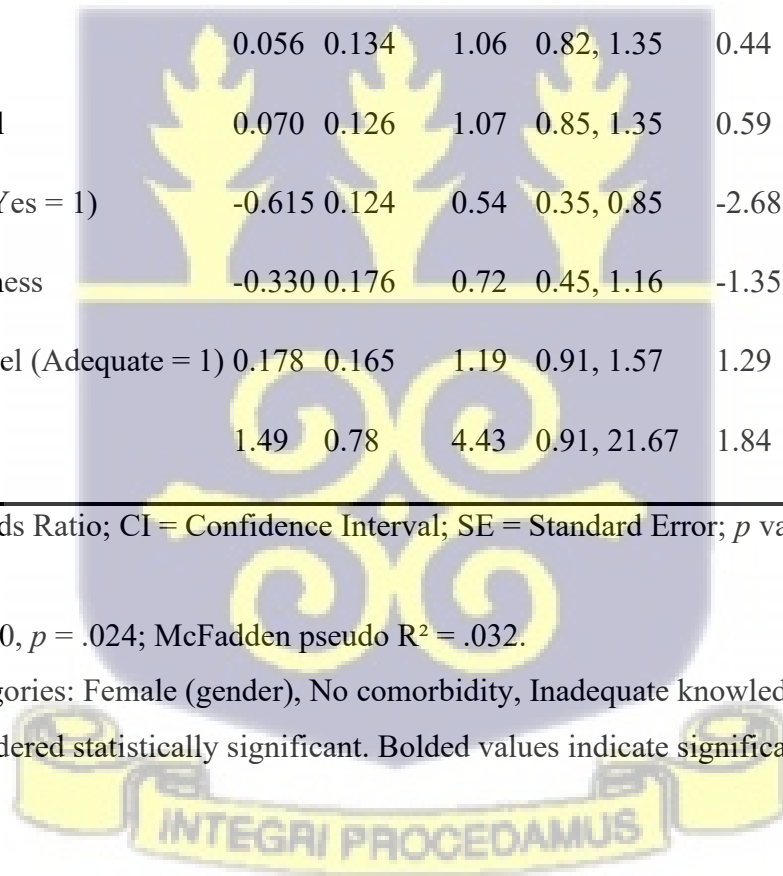 0.056 0.134 1.06 0.82, 1.35 0.44
0.070 0.126 1.07 0.85, 1.35 0.59
Yes = 1) -0.615 0.124 0.54 0.35, 0.85 -2.68
ness -0.330 0.176 0.72 0.45, 1.16 -1.35
el (Adequate = 1) 0.178 0.165 1.19 0.91, 1.57 1.29
1.49 0.78 4.43 0.91, 21.67 1.84
ds Ratio; CI = Confidence Interval; SE = Standard Error; p va
0, p = .024; McFadden pseudo R² = .032.
gories: Female (gender), No comorbidity, Inadequate knowled
dered statistically significant. Bolded values indicate significa
INTEGRI PROCEDAMUS